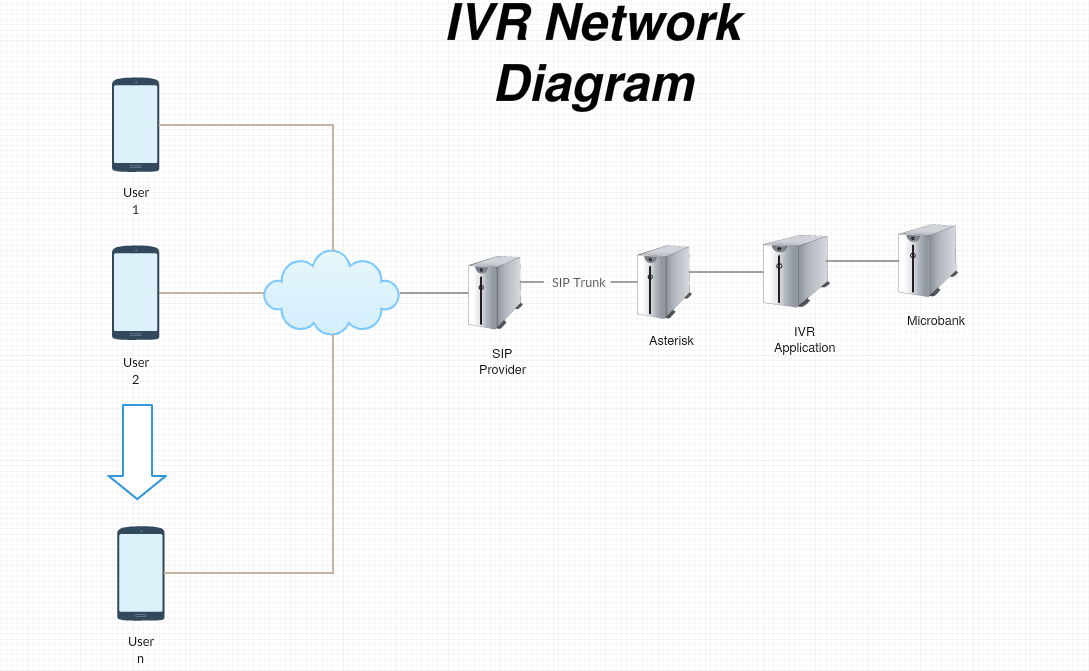 IVR Network
Diagram
User
1
User
2
User
n
SIP
Provider
SIP Trunk
Asterisk
IVR
Application
Microbank